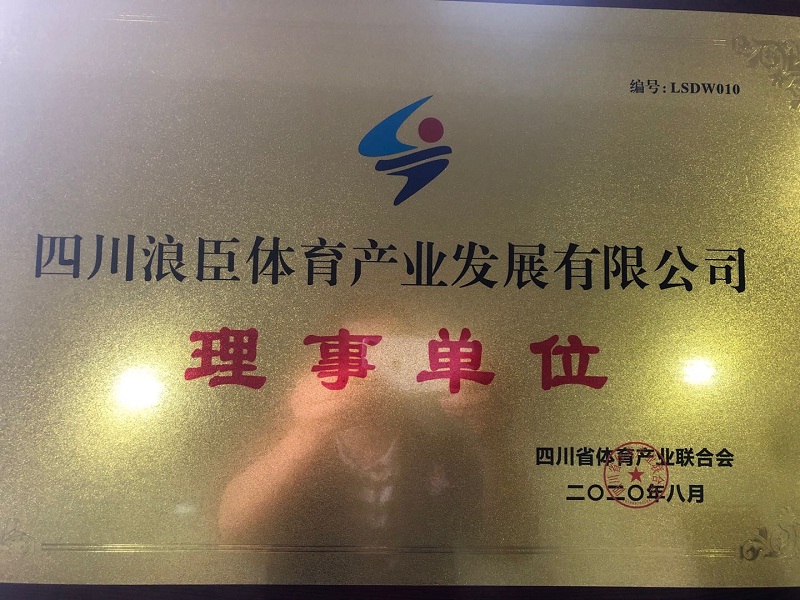 编号:LSDW010
四川浪臣体育产业发展有限公司
理事单位
四川省体育产业联合会
二〇二〇年八月